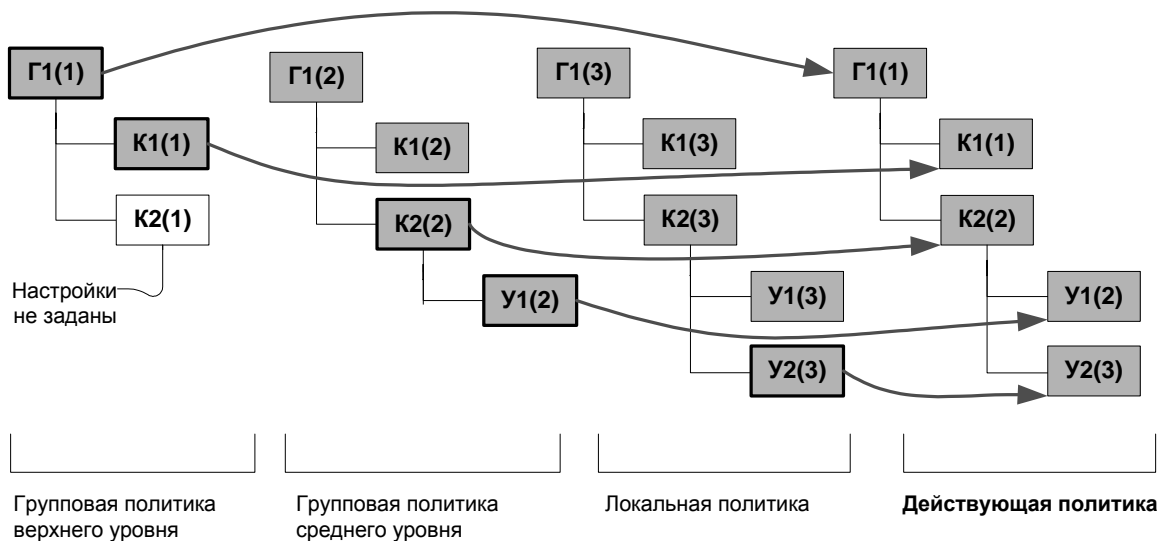 Г1(1)
Г1(2)
Г1(3)
Г1(1)
К1(1)
К1(2)
К1(3)
К1(1)
К2(1)
К2(2)
К2(3)
К2(2)
Настройки
не заданы
У1(2)
У1(3)
У1(2)
У2(3)
У2(3)
Групповая политика
верхнего уровня
Групповая политика
среднего уровня
Локальная политика
Действующая политика